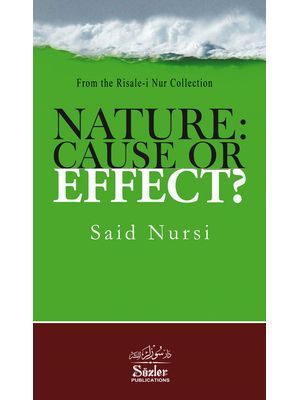 From the Risale-i Nur Collection
NATURE:
CAUSE OR
EFFECT?
Said Nursi
Sözler
PUBLICATIONS